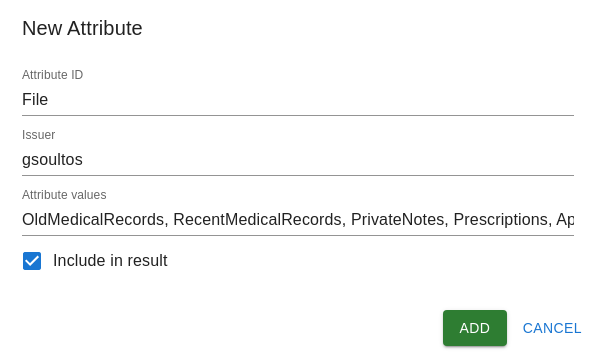 New Attribute
Attribute ID
File
Issuer
gsoultos
Attribute values
OldMedicalRecords, RecentMedicalRecords, PrivateNotes, Prescriptions, Ap
Include in result
ADD CANCEL